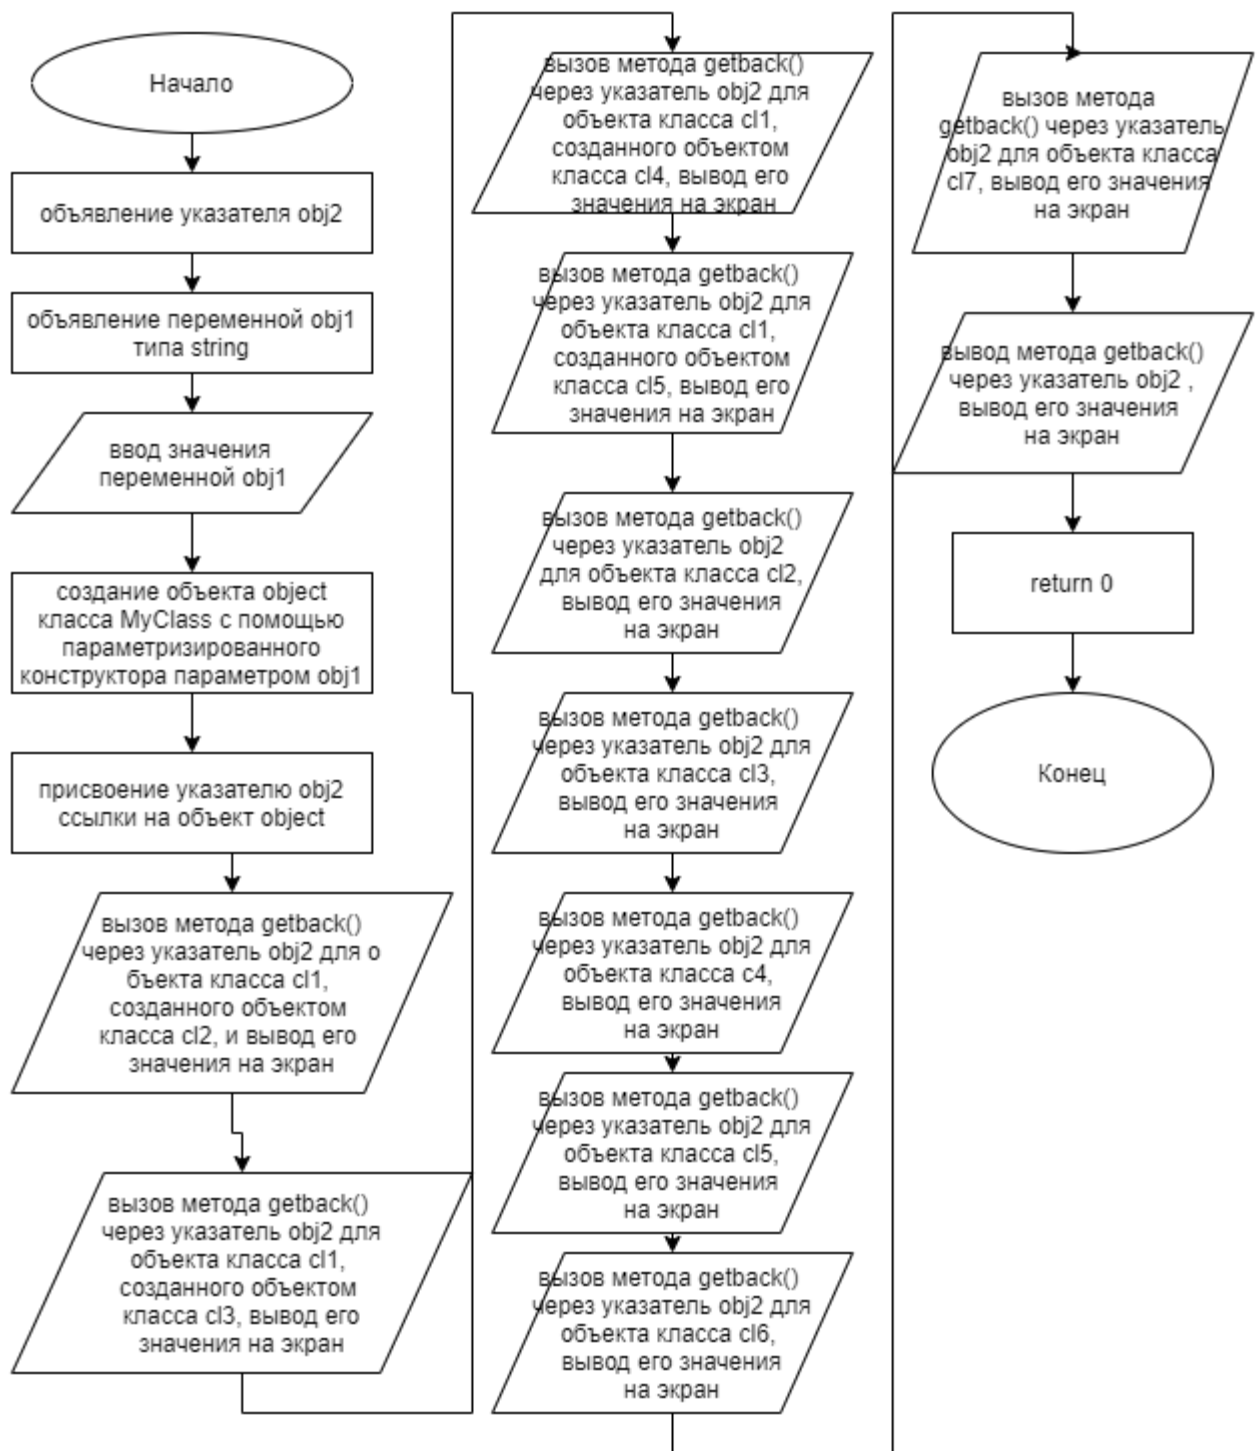 Начало
объявление указателя obj2
объявление переменной obj1
типа string
ввод значения
переменной obj1
создание объекта object
класса MyClass с помощью
параметризированного
конструктора параметром obj1
присвоение указателю obj2
ссылки на объект object
вызов метода getback()
через указатель obj2 для о
бъекта класса cl1,
созданного объектом
класса cl2, и вывод его
значения на экран
вызов метода getback()
через указатель obj2 для
объекта класса cl1,
созданного объектом
класса cl3, вывод его
значения на экран
вызов метода getback()
через указатель obj2 для
объекта класса cl1,
созданного объектом
класса cl4, вывод его
значения на экран
вызов метода getback()
через указатель obj2 для
объекта класса cl1,
созданного объектом
класса cl5, вывод его
значения на экран
вызов метода getback()
через указатель obj2
для объекта класса cl2,
вывод его значения
на экран
вызов метода getback()
через указатель obj2 для
объекта класса cl3,
вывод его значения
на экран
вызов метода getback()
через указатель obj2 для
объекта класса c4,
вывод его значения
на экран
вызов метода getback()
через указатель obj2 для
объекта класса cl5,
вывод его значения
на экран
вызов метода getback()
через указатель obj2 для
объекта класса cl6,
вывод его значения
на экран
вызов метода
getback() через указатель
obj2 для объекта класса
cl7, вывод его значения
на экран
вывод метода getback()
через указатель obj2 ,
вывод его значения
на экран
return 0
Конец